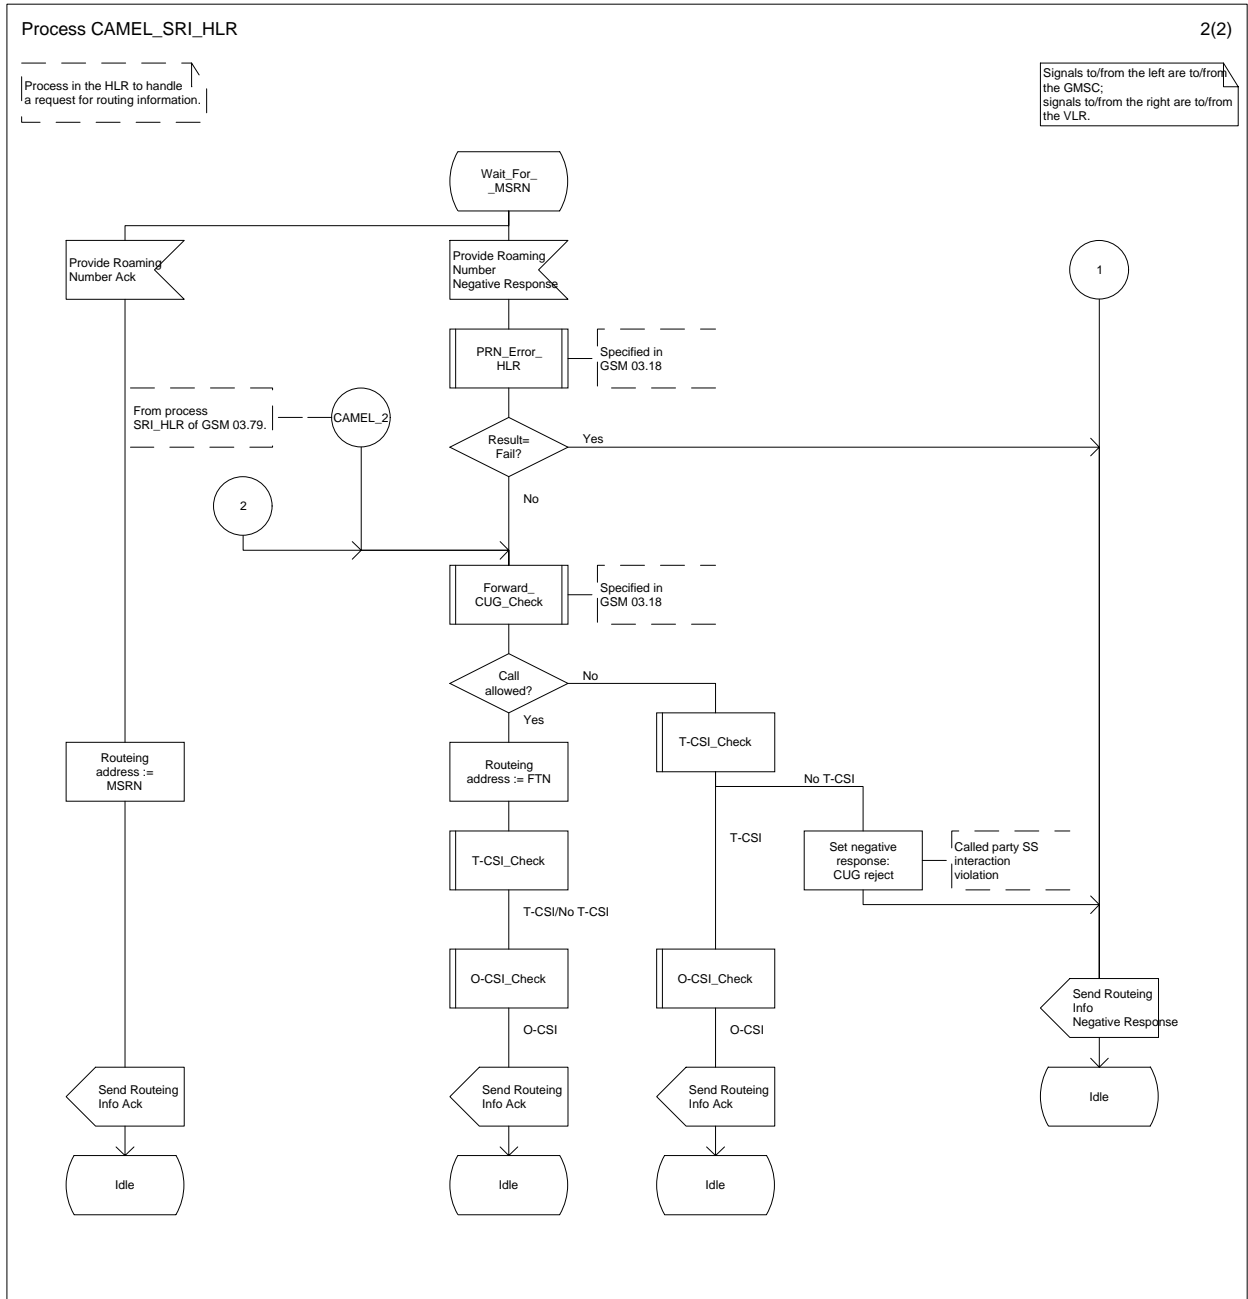 Process CAMEL_SRI_HLR
2(2)
Process in the HLR to handle
a request for routing information.
Signals to/from the left are to/from
the GMSC;
signals to/from the right are to/from
the VLR.
Wait_For_
_MSRN
Provide Roaming
Number Ack
Provide Roaming
Number
Negative Response
1
PRN_Error_
HLR
Specified in
GSM 03.18
From process
SRI_HLR of GSM 03.79.
CAMEL_2
Result=
Fail?
Yes
No
2
Forward_
CUG_Check
Specified in
GSM 03.18
Call
allowed?
No
Yes
T-CSI_Check
Routeing
address :=
MSRN
Routeing
address := FTN
No T-CSI
T-CSI
T-CSI_Check
Set negative
response:
CUG reject
Called party SS
interaction
violation
T-CSI/No T-CSI
O-CSI_Check
O-CSI_Check
Send Routeing
Info
Negative Response
O-CSI
O-CSI
Send Routeing
Info Ack
Send Routeing
Info Ack
Send Routeing
Info Ack
Idle
Idle
Idle
Idle